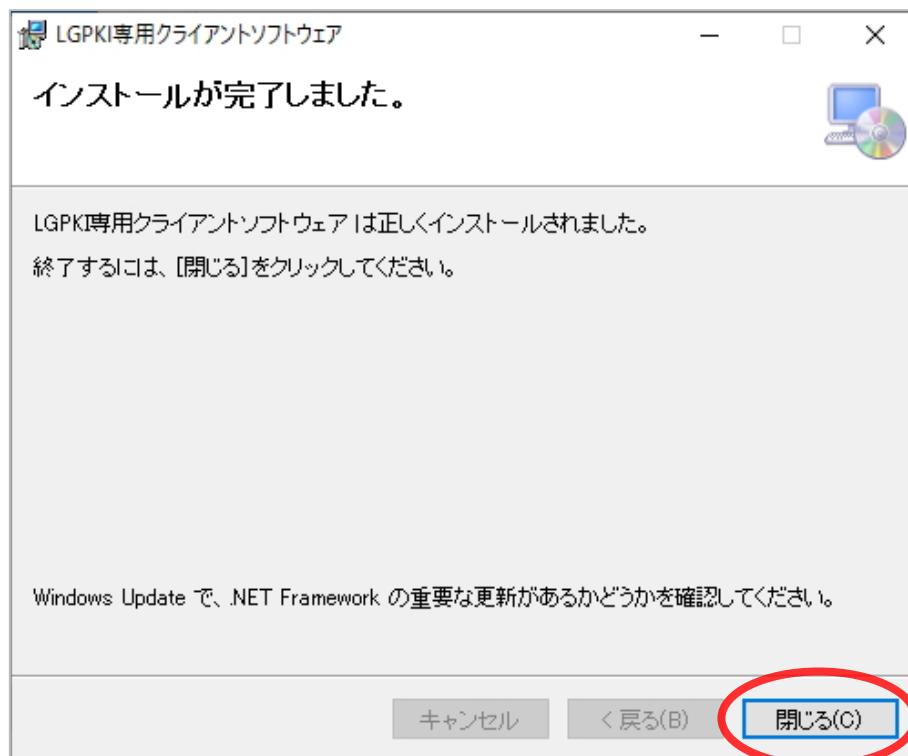 LGPKI専用クライアントソフトウェア
インストールが完了しました。
LGPKI専用クライアントソフトウェア は正しくインストールされました。
終了するには、[閉じる]をクリックしてください。
Windows Update で、.NET Framework の重要な更新があるかどうかを確認してください。
キャンセル
< 戻る(B)
閉じる(C)